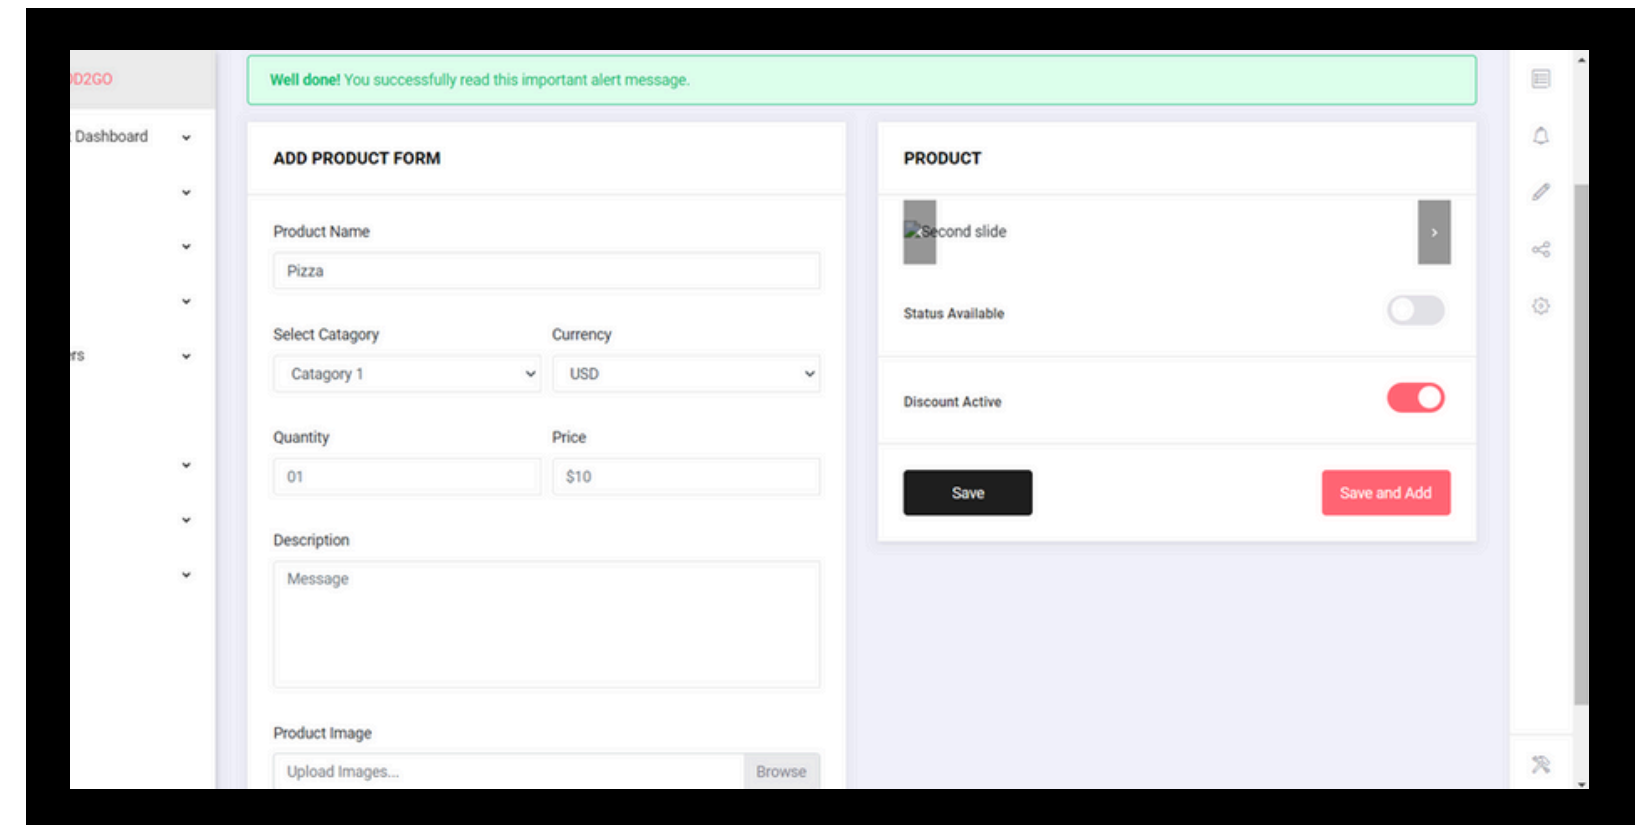 OD2GO
Well done! You successfully read this important alert message.
Dashboard
ADD PRODUCT FORM
Product Name
Pizza
Select Catagory
Currency
Catagory 1
USD
Quantity
Price
01
$10
Description
Message
Product Image
Upload Images...
Browse
PRODUCT
Second slide
Status Available
Discount Active
Save
Save and Add